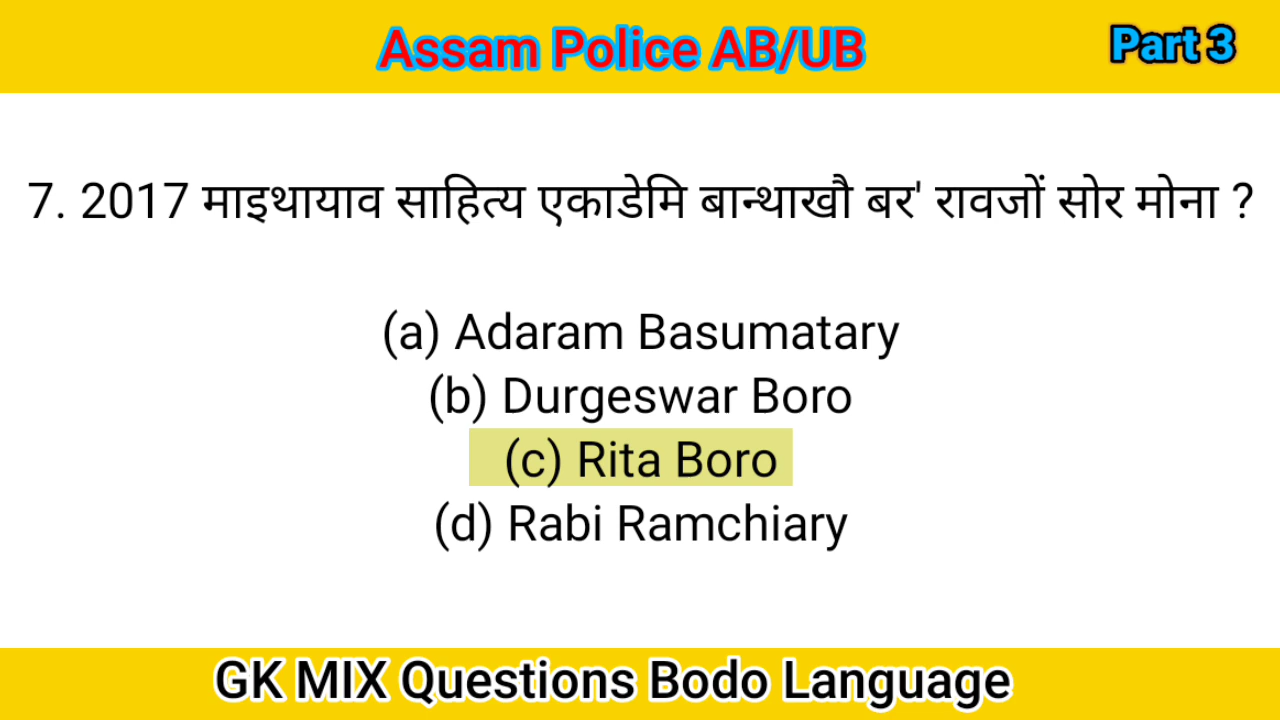 Assam Police AB/UB
Part 3
7. 2017 माइथायाव साहित्य एकाडेमि बान्थाखौ बर' रावजों सोर मोना ?
(a) Adaram Basumatary
(b) Durgeswar Boro
(c) Rita Boro
(d) Rabi Ramchiary
GK MIX Questions Bodo Language